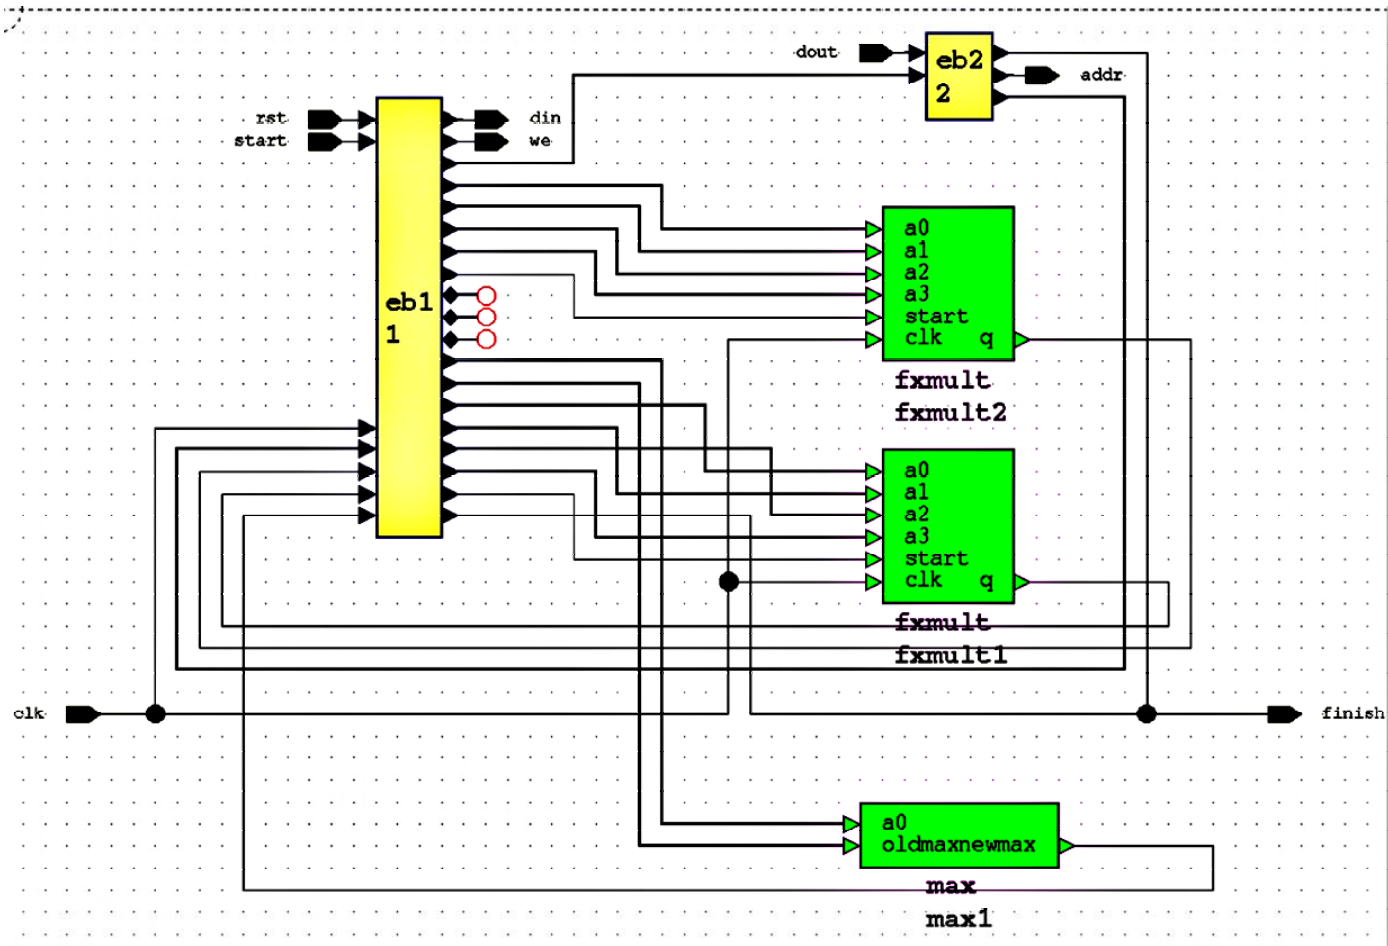 dout
eb2
2
addr
rst
start
din
we
eb1
1
a0
a1
a2
a3
start
clk q
fxmult
fxmult2
a0
a1
a2
a3
start
clk q
fxmult
fxmult1
clk
finish
a0
oldmaxnewmax
max
max1